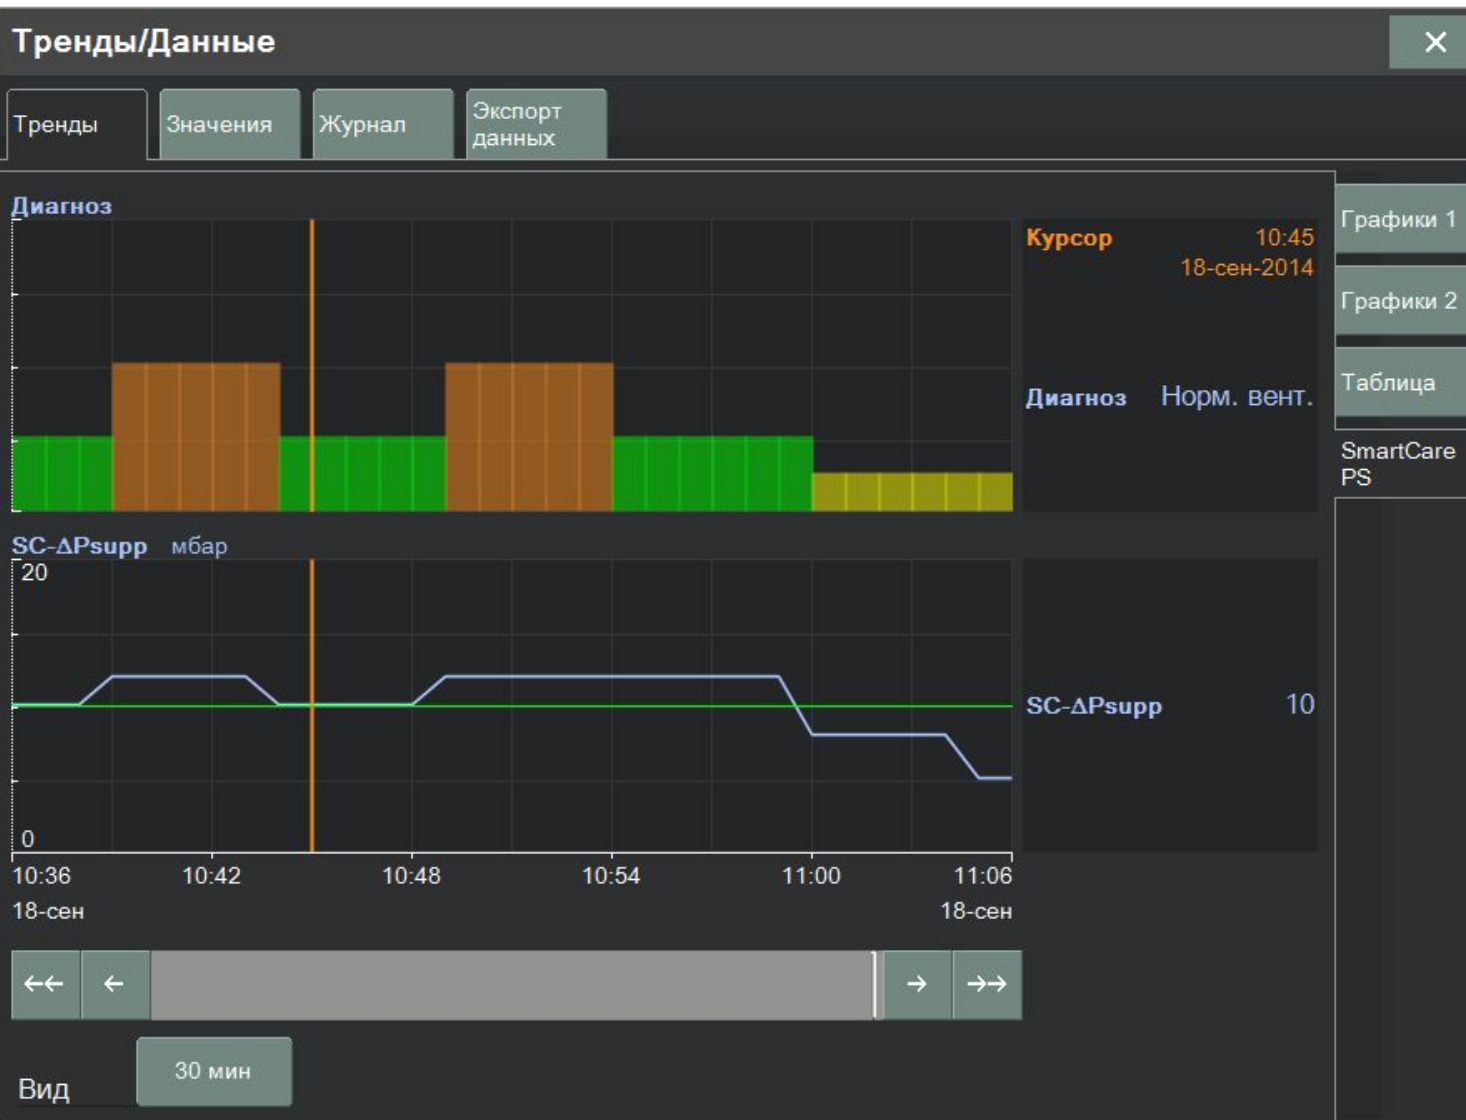 Тренды/Данные
Тренды
Значения
Журнал
Экспорт
данных
Диагноз
Курсор 10:45
18-сен-2014
Диагноз Норм. вент.
Графики 1
Графики 2
Таблица
SmartCare
PS
SC-ΔPsupp мбар
20
SC-ΔPsupp 10
0
10:36 10:42 10:48 10:54 11:00 11:06
18-сен 18-сен
Вид 30 мин